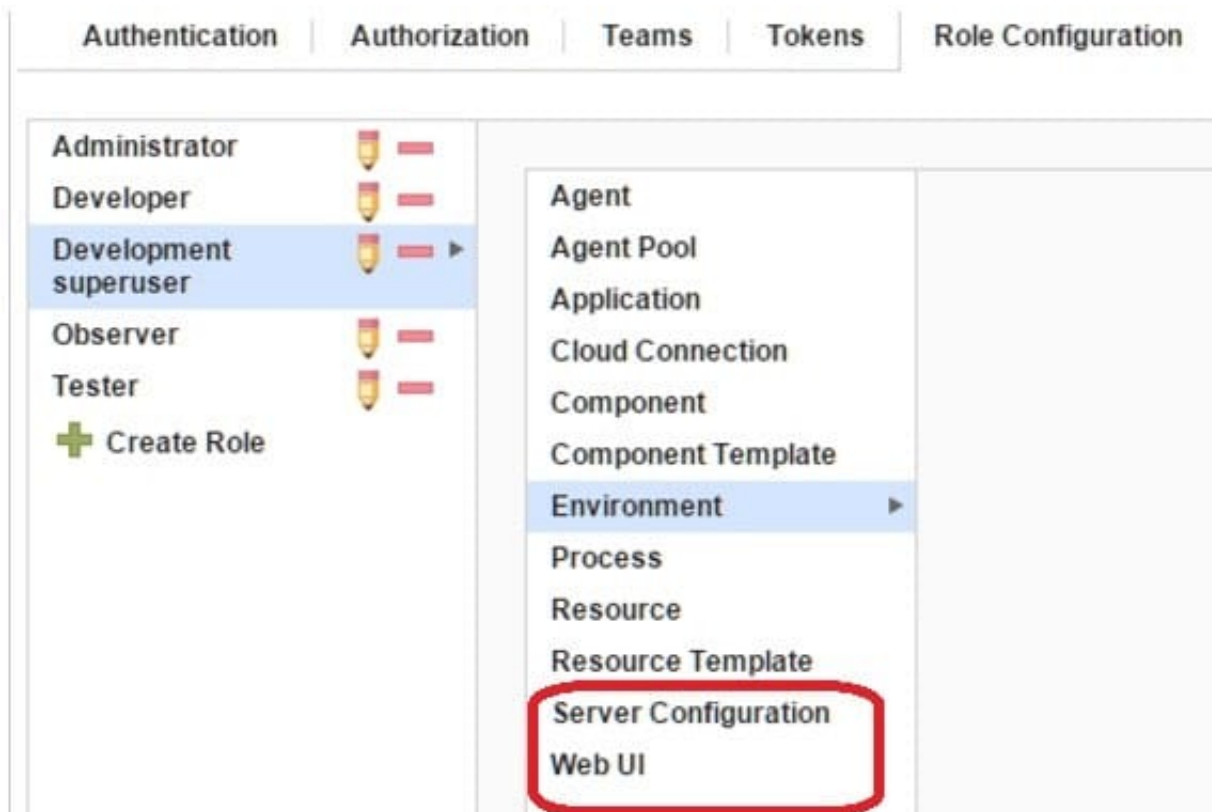 Authentication Authorization Teams Tokens Role Configuration
Administrator
Developer
Development
superuser
Observer
Tester
Create Role
Agent
Agent Pool
Application
Cloud Connection
Component
Component Template
Environment
Process
Resource
Resource Template
Server Configuration
Web UI